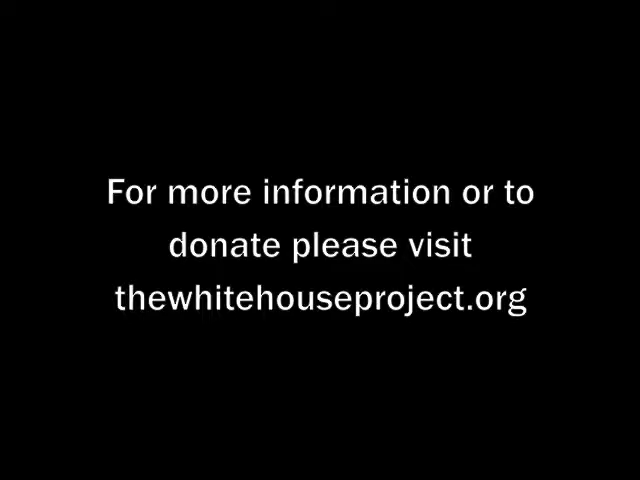 For more information or to
donate please visit
thewhitehouseproject.org